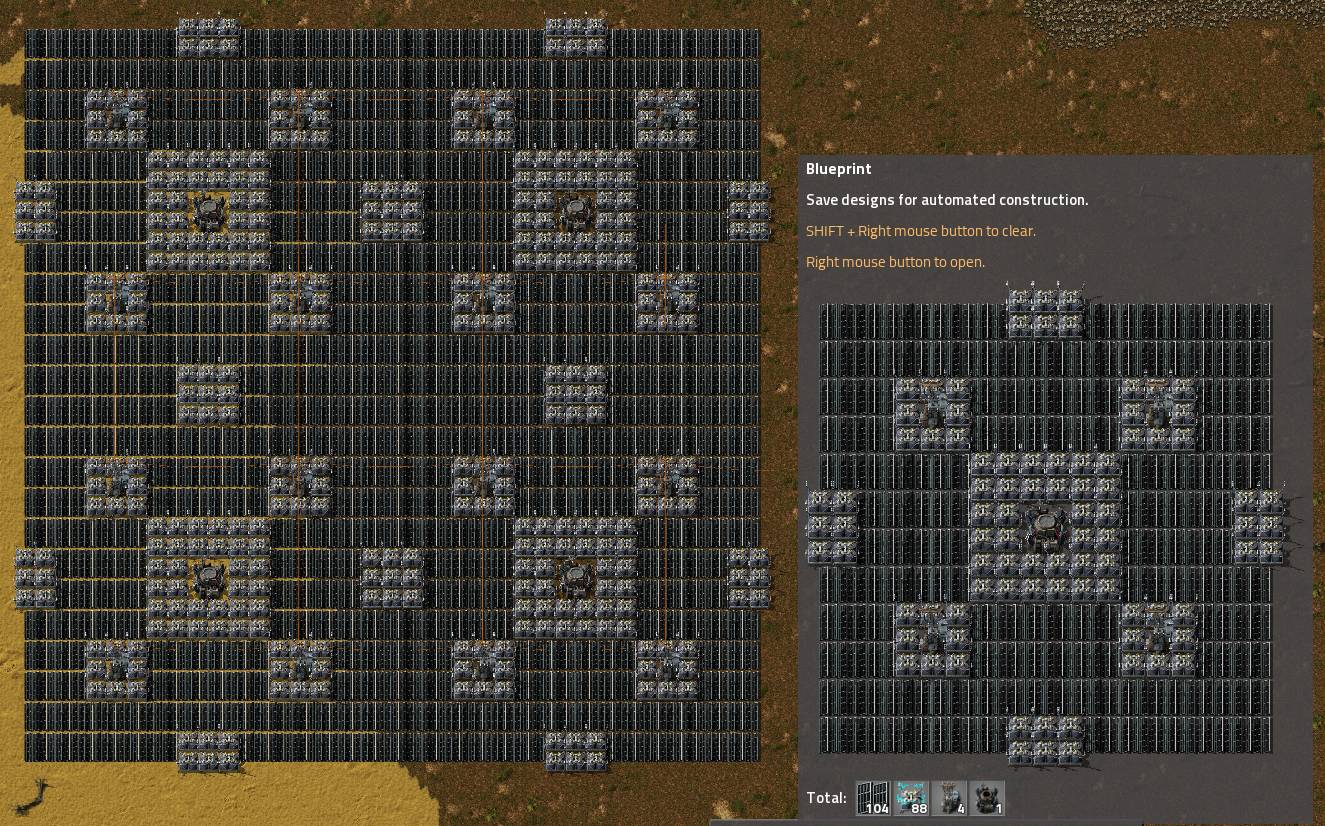 Blueprint
Save designs for automated construction.
SHIFT + Right mouse button to clear.
Right mouse button to open.
Total: 104 88 4 1